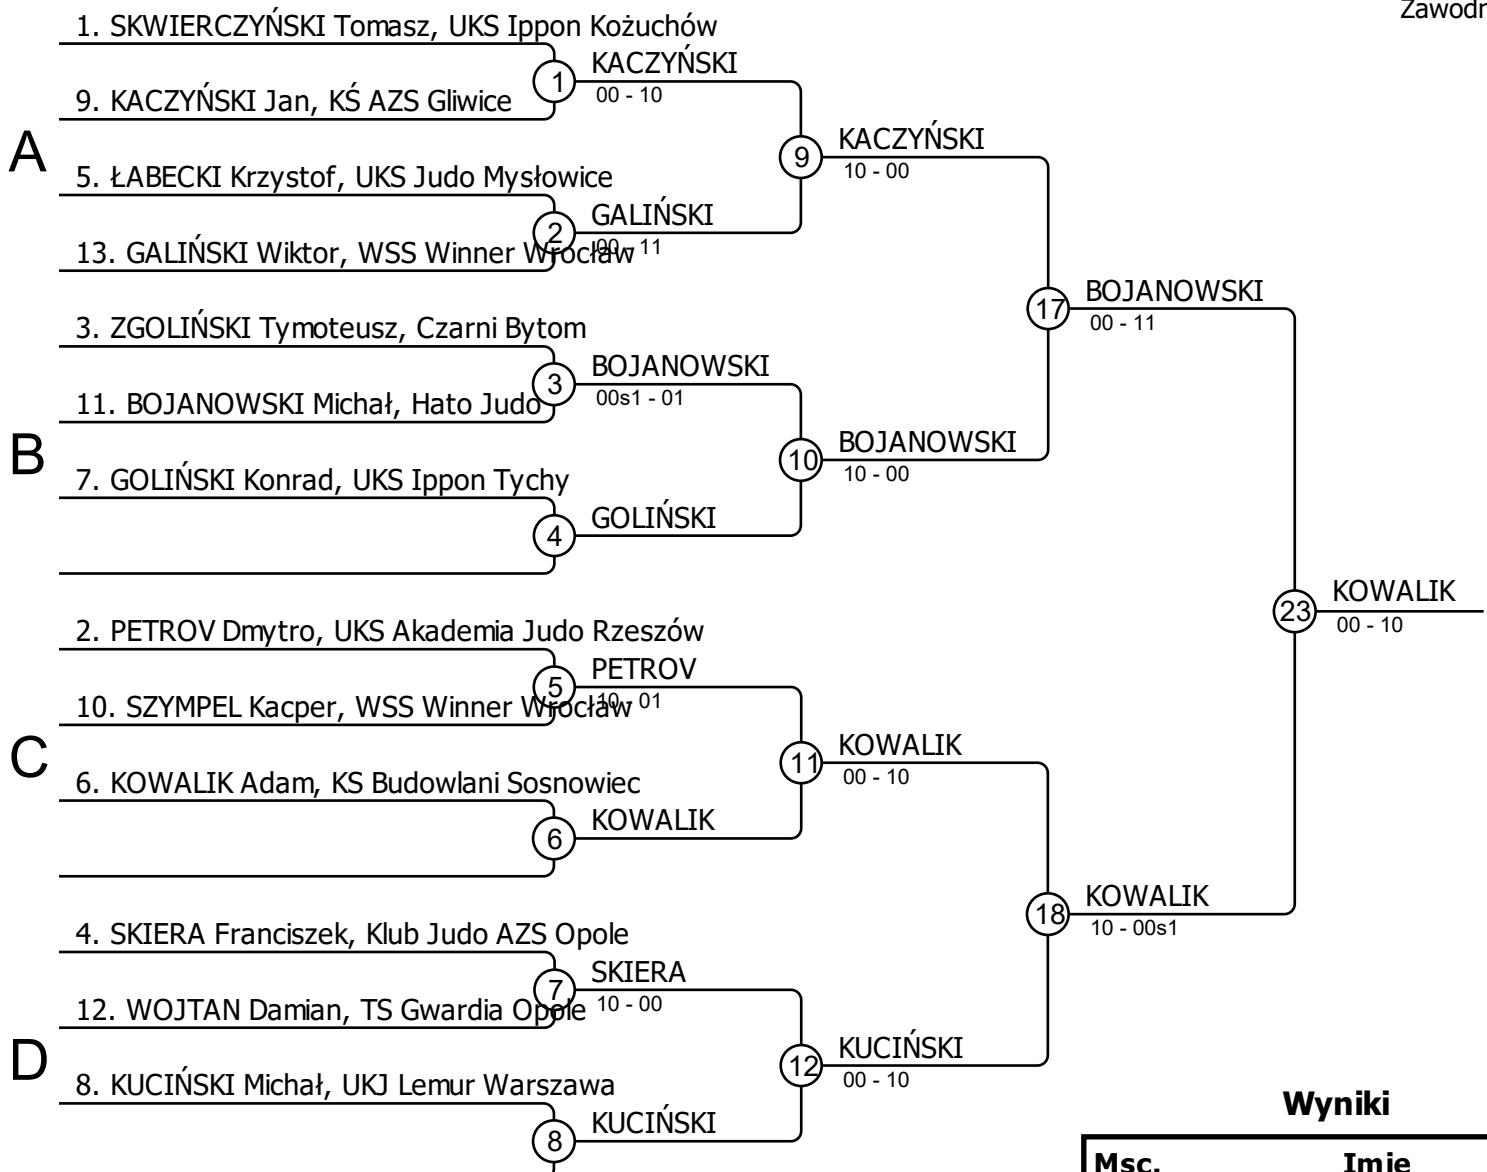 Zawodr
1. SKWIERCZYŃSKI Tomasz, UKS Ippon Kożuchów
KACZYŃSKI
1
00 - 10
9. KACZYŃSKI Jan, KŚ AZS Gliwice
A
KACZYŃSKI
9
10 - 00
5. ŁABECKI Krzystof, UKS Judo Mysłowice
GALIŃSKI
2
00 - 11
13. GALIŃSKI Wiktor, WSS Winner Wrocław
BOJANOWSKI
17
00 - 11
3. ZGOLIŃSKI Tymoteusz, Czarni Bytom
BOJANOWSKI
3
00s1 - 01
11. BOJANOWSKI Michał, Hato Judo
B
BOJANOWSKI
10
10 - 00
7. GOLIŃSKI Konrad, UKS Ippon Tychy
GOLIŃSKI
4
KOWALIK
23
00 - 10
2. PETROV Dmytro, UKS Akademia Judo Rzeszów
PETROV
5
10 - 01
10. SZYMPEL Kacper, WSS Winner Wrocław
C
KOWALIK
11
00 - 10
6. KOWALIK Adam, KS Budowlani Sosnowiec
KOWALIK
6
KOWALIK
18
10 - 00s1
4. SKIERA Franciszek, Klub Judo AZS Opole
SKIERA
7
10 - 00
12. WOJTAN Damian, TS Gwardia Opole
D
KUCIŃSKI
12
00 - 10
8. KUCIŃSKI Michał, UKJ Lemur Warszawa
KUCIŃSKI
8
Wyniki
Msc. Imię